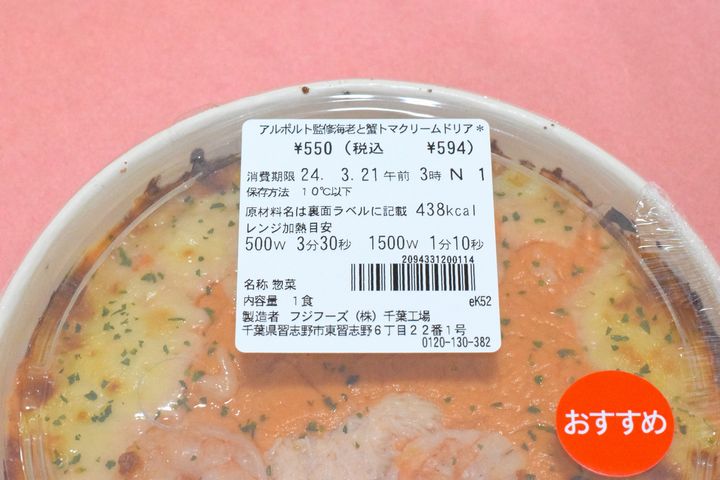 アルポルト監修海老と蟹トマクリームドリア*
¥550 (税込 ¥594)
消費期限 24. 3.21 午前 3時 N 1
保存方法 10℃以下
原材料名は裏面ラベルに記載 438kcal
レンジ加熱目安
500W 3分30秒 1500W 1分10秒
2094331200114
名称 惣菜
内容量 1食 eK52
製造者 フジフーズ (株) 千葉工場
千葉県習志野市東習志野6丁目22番1号
0120-130-382
おすすめ